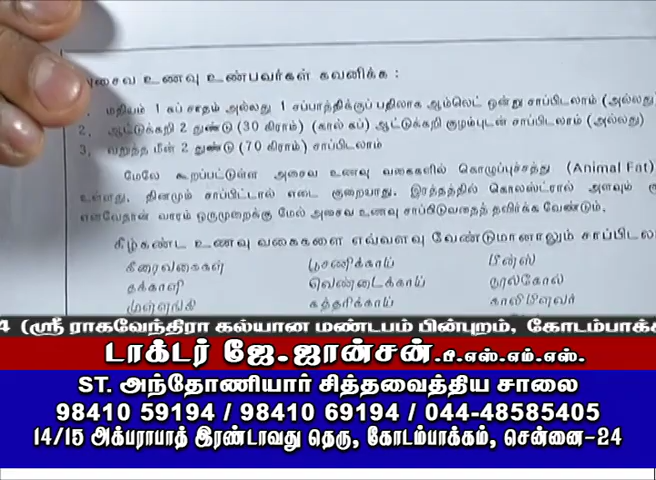 அசைவ உணவு உண்பவர்கள் கவனிக்க :
1. மதியம் 1 கப் சாதம் அல்லது 1 சப்பாத்திக்குப் பதிலாக ஆம்லெட் ஒன்று சாப்பிடலாம் (அல்லது)
2. ஆட்டுக்கறி 2 துண்டு (30 கிராம்) (கால் கப்) ஆட்டுக்கறி குழம்புடன் சாப்பிடலாம் (அல்லது)
3. வறுத்த மீன் 2 துண்டு (70 கிராம்) சாப்பிடலாம்
மேலே கூறப்பட்டுள்ள அசைவ உணவு வகைகளில் கொழுப்புச்சத்து (Animal Fat)
உள்ளது. தினமும் சாப்பிட்டால் எடை குறையாது. இரத்தத்தில் கொலஸ்ட்ரால் அளவும்
எனவேதான் வாரம் ஒருமுறைக்கு மேல் அசைவ உணவு சாப்பிடுவதைத் தவிர்க்க வேண்டும்.
கீழ்கண்ட உணவு வகைகளை எவ்வளவு வேண்டுமானாலும் சாப்பிடலா
கீரைவகைகள் பூசணிக்காய் பீன்ஸ்
தக்காளி வெண்டைக்காய் நூல்கோல்
முள்ளங்கி கத்தரிக்காய் காலிபிளவர்
4 (ஸ்ரீ ராகவேந்திரா கல்யான மண்டபம் பின்புறம், கோடம்பாக்க
டாக்டர் ஜே.ஜான்சன்.பி.எஸ்.எம்.எஸ்.
ST. அந்தோணியார் சித்தவைத்திய சாலை
98410 59194 / 98410 69194 / 044-48585405
14/15 அக்பராபாத் இரண்டாவது தெரு, கோடம்பாக்கம், சென்னை-24